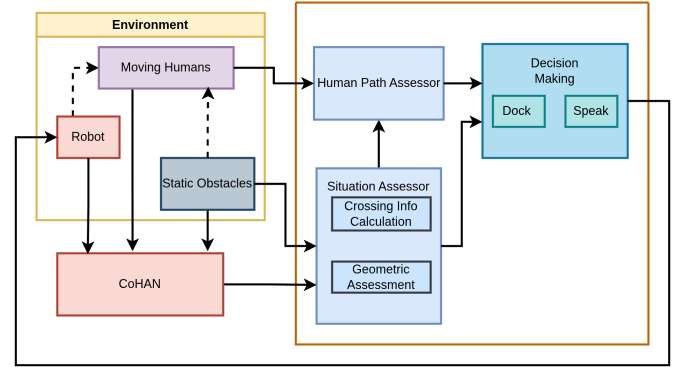 Environment
Moving Humans
Robot
Static Obstacles
CoHAN
Human Path Assessor
Situation Assessor
Crossing Info
Calculation
Geometric
Assessment
Decision
Making
Dock
Speak